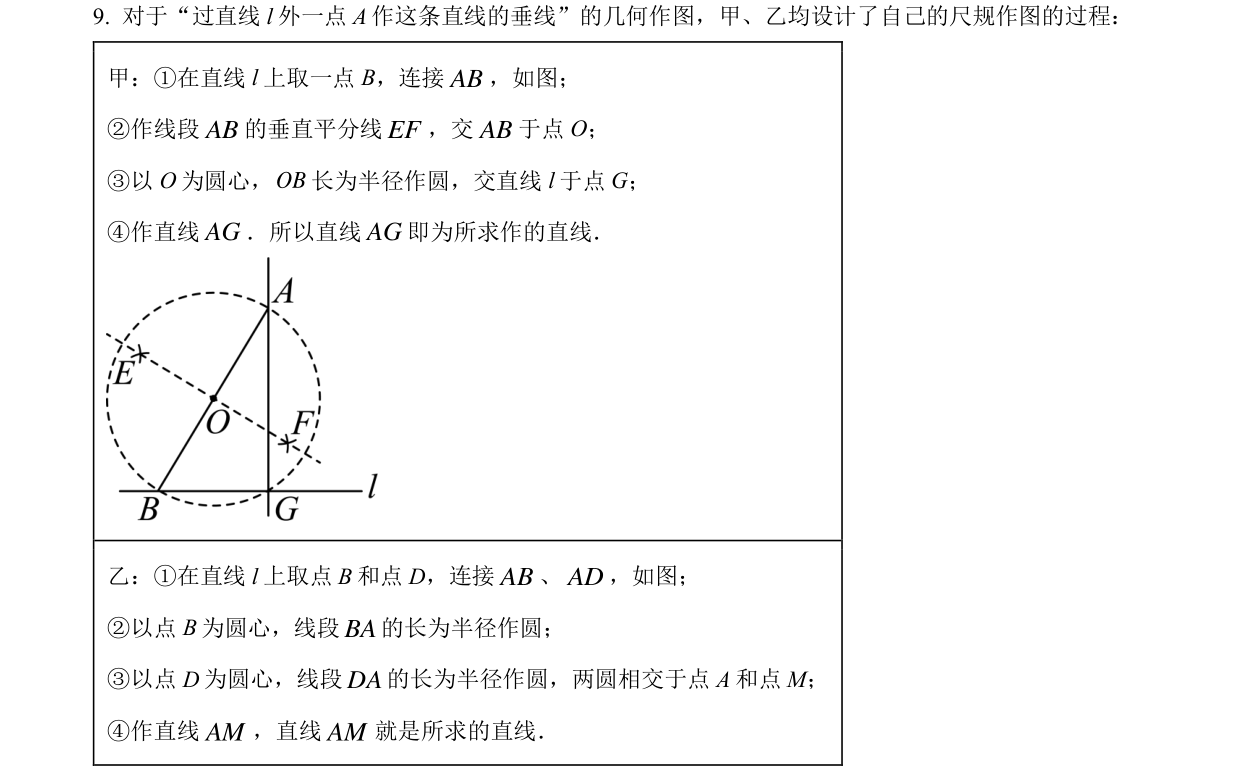 9. 对于“过直线 l 外一点 A 作这条直线的垂线”的几何作图，甲、乙均设计了自己的尺规作图的过程：
甲：①在直线 l 上取一点 B，连接 AB，如图；
②作线段 AB 的垂直平分线 EF，交 AB 于点 O；
③以 O 为圆心，OB 长为半径作圆，交直线 l 于点 G；
④作直线 AG．所以直线 AG 即为所求作的直线．
A
E
O
F
l
B
G
乙：①在直线 l 上取点 B 和点 D，连接 AB、AD，如图；
②以点 B 为圆心，线段 BA 的长为半径作圆；
③以点 D 为圆心，线段 DA 的长为半径作圆，两圆相交于点 A 和点 M；
④作直线 AM，直线 AM 就是所求的直线．